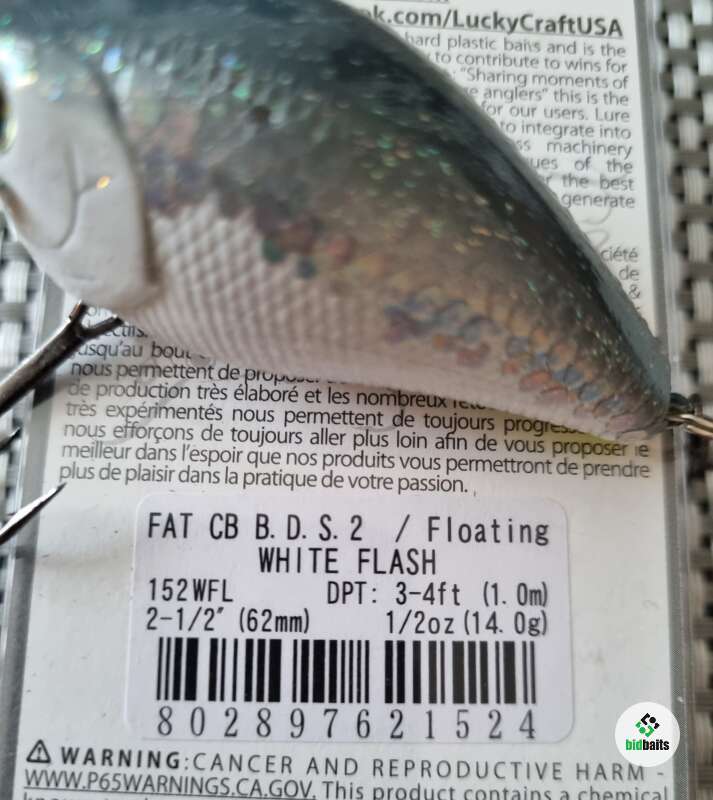 k.com/LuckyCraftUSA
hard plastic baits and is the
to contribute to wins for
"Sharing moments of
anglers" this is the
for our users. Lure
to integrate into
machinery
of the
the best
generate
ciété
de
&
jusqu'au bout
nous permettent de
de production très élaboré et les nombreux
très expérimentés nous permettent de toujours
nous efforçons de toujours aller plus loin afin de vous proposer le
meilleur dans l'espoir que nos produits vous permettront de prendre
plus de plaisir dans la pratique de votre passion.
FAT CB B. D. S. 2 / Floating
WHITE FLASH
152WFL DPT: 3-4ft (1. 0m)
2-1/2" (62mm) 1/2oz (14. 0g)
802897621524
bidbaits
WARNING:CANCER AND REPRODUCTIVE HARM -
WWW.P65WARNINGS.CA.GOV. This product contains a chemical